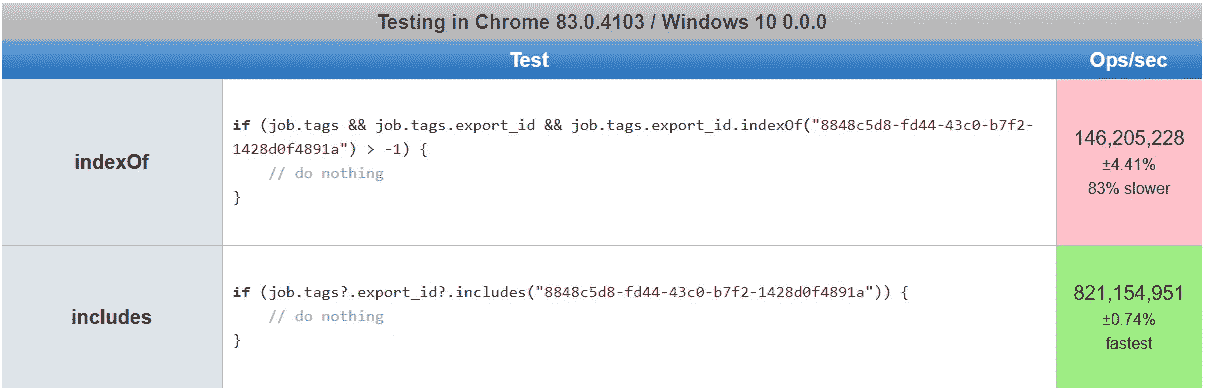 Testing in Chrome 83.0.4103 / Windows 10 0.0.0
Test Ops/sec
indexOf
if (job.tags && job.tags.export_id && job.tags.export_id.indexOf("8848c5d8-fd44-43c0-b7f2-
1428d0f4891a") > -1) {
// do nothing
}
146,205,228
±4.41%
83% slower
includes
if (job.tags?.export_id?.includes("8848c5d8-fd44-43c0-b7f2-1428d0f4891a")) {
// do nothing
}
821,154,951
±0.74%
fastest